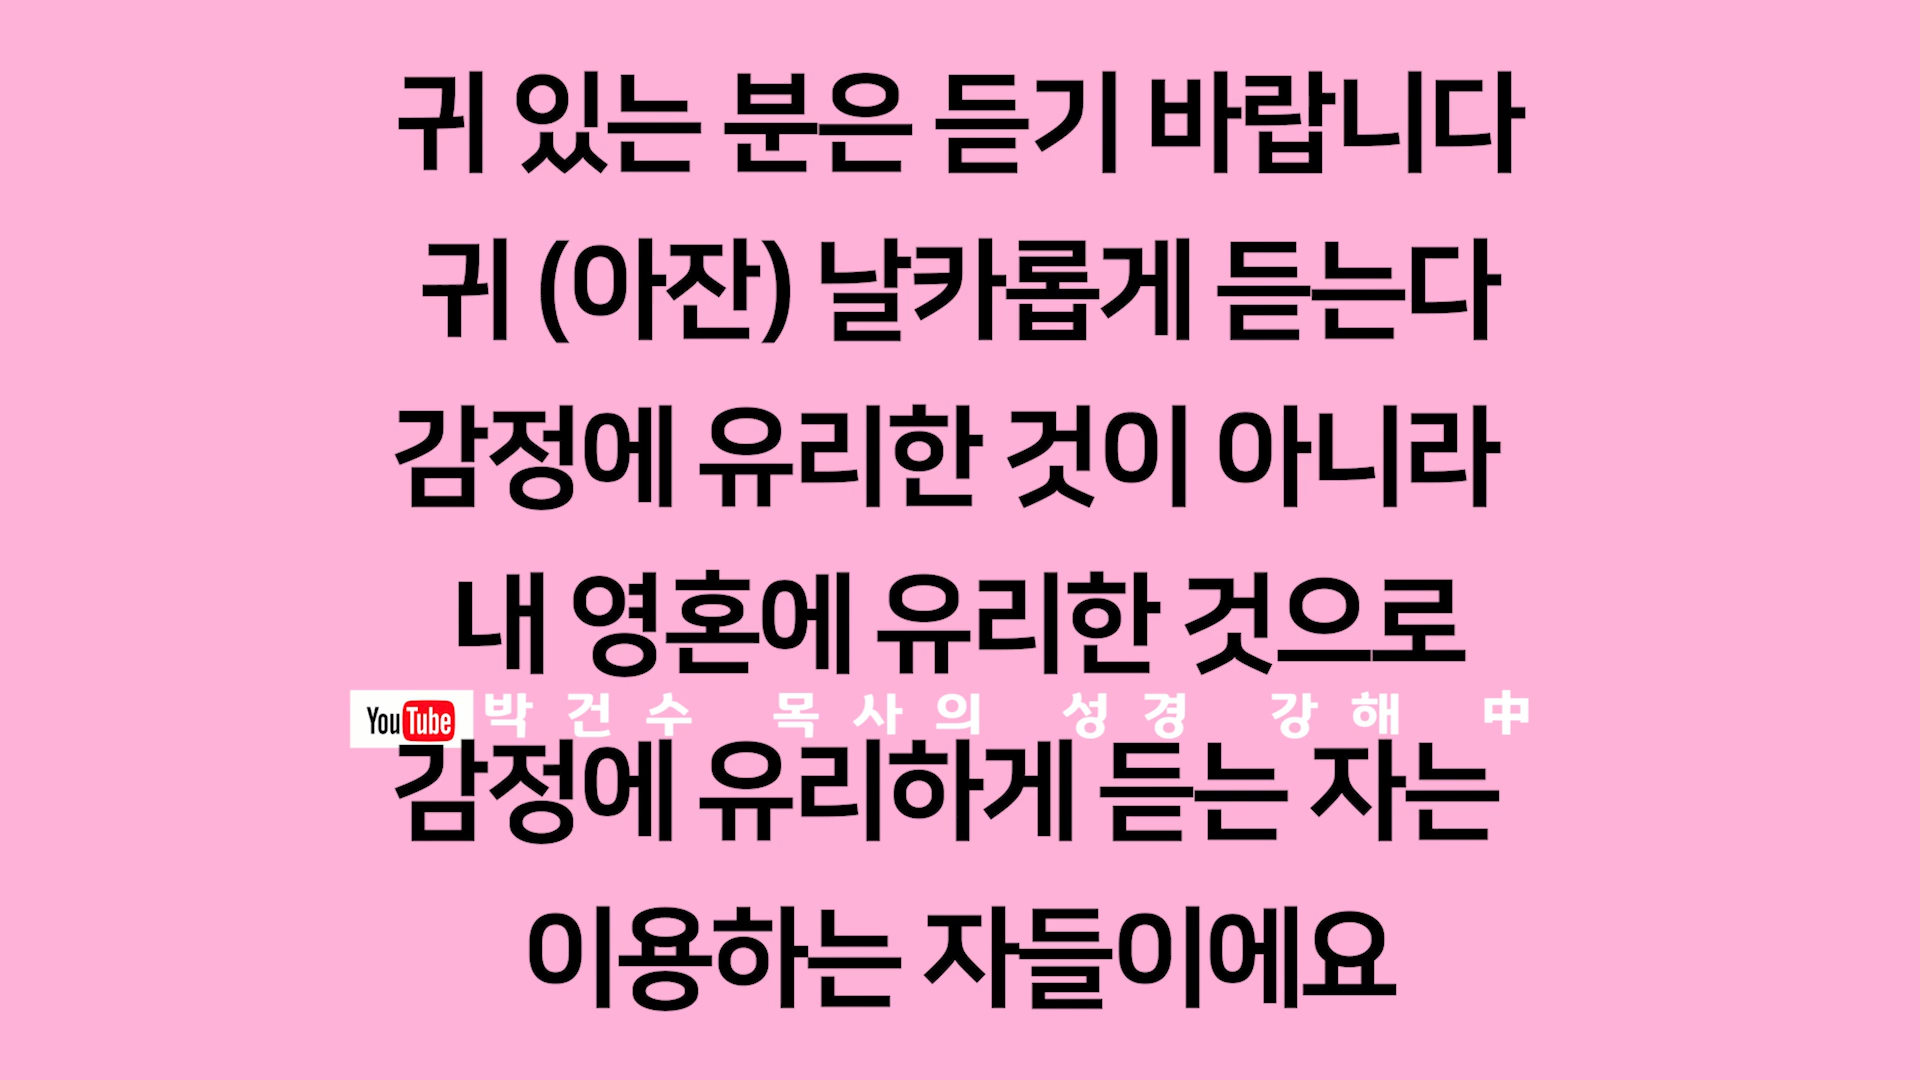 귀 있는 분은 듣기 바랍니다
귀 (아잔) 날카롭게 듣는다
감정에 유리한 것이 아니라
내 영혼에 유리한 것으로
YouTube 박건수 목사의 성경 강해 中
감정에 유리하게 듣는 자는
이용하는 자들이에요